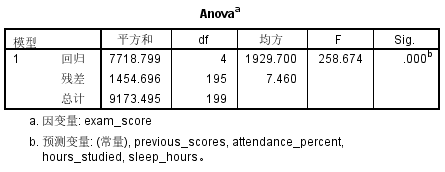 Anovaᵃ
模型 平方和 df 均方 F Sig.
1 回归 7718.799 4 1929.700 258.674 .000ᵇ
残差 1454.696 195 7.460
总计 9173.495 199
a. 因变量: exam_score
b. 预测变量: (常量), previous_scores, attendance_percent,
hours_studied, sleep_hours。